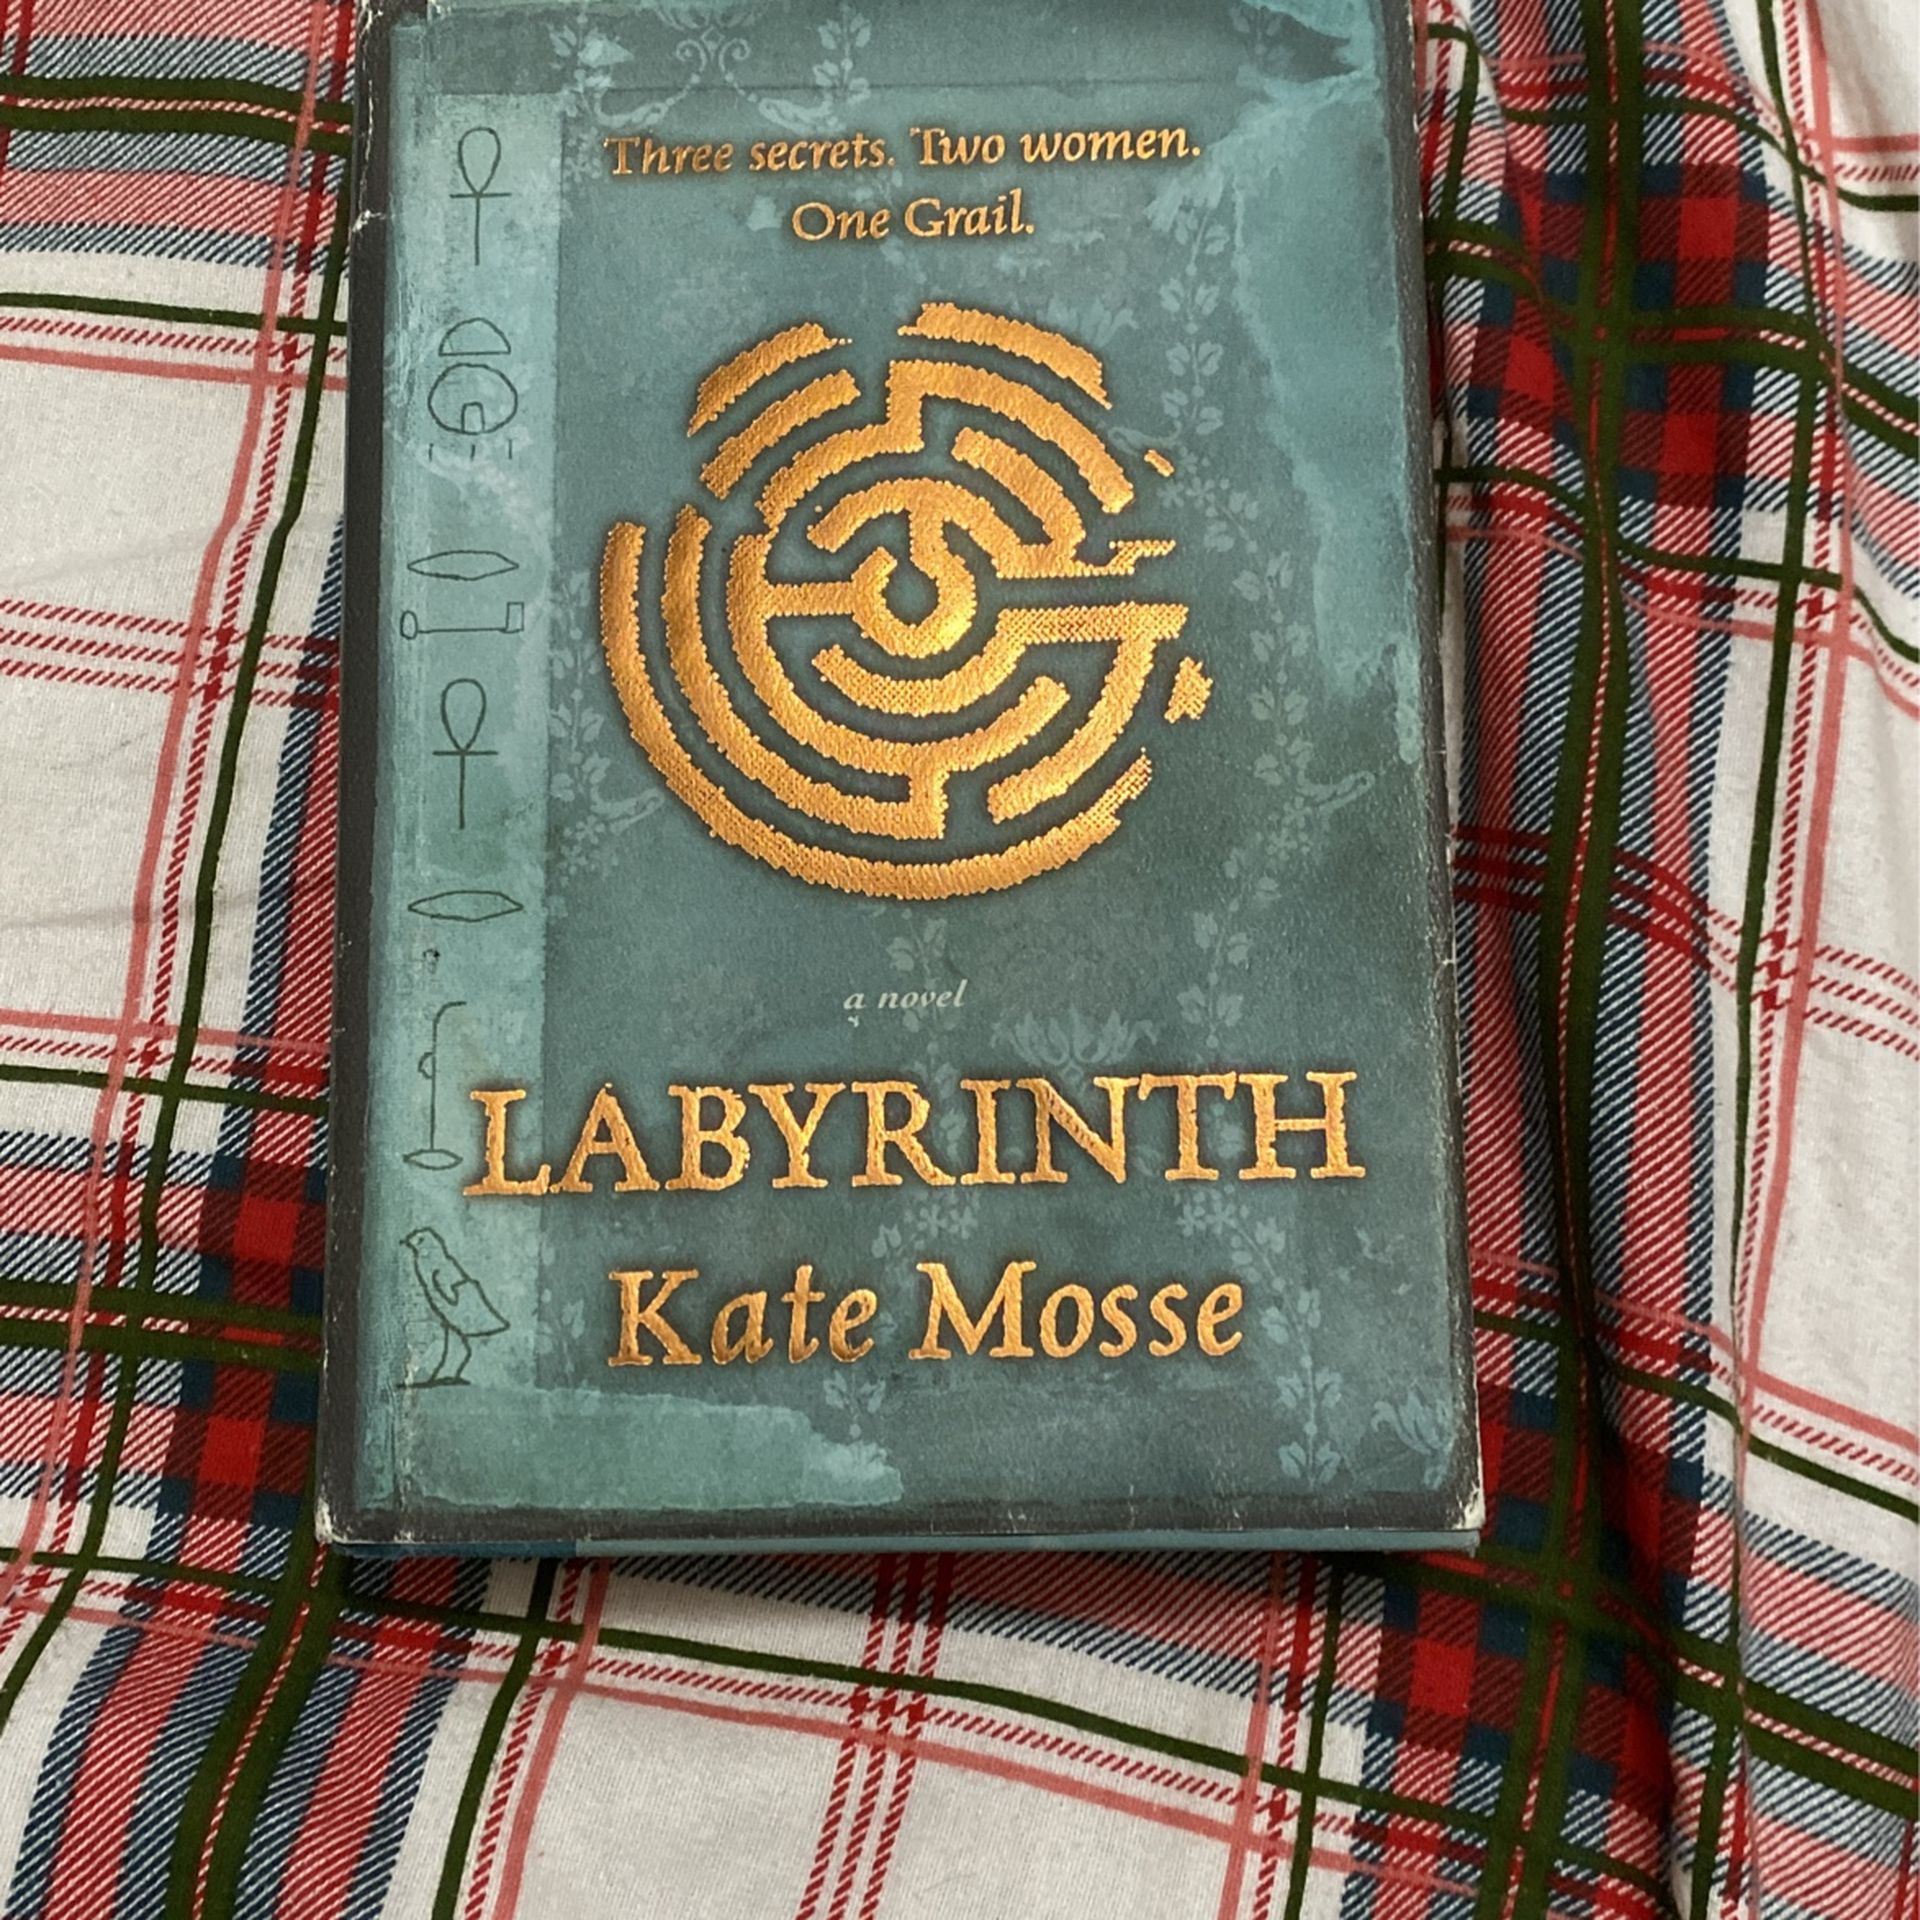 Three secrets. Two women.
One Grail.
a novel
LABYRINTH
Kate Mosse